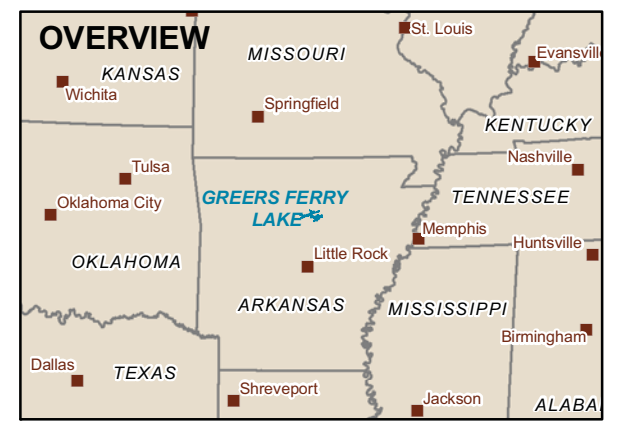 OVERVIEW
St. Louis
MISSOURI
Evansvill
KANSAS
Wichita
Springfield
KENTUCKY
Nashville
Tulsa
GREERS FERRY
LAKE
TENNESSEE
Oklahoma City
Memphis
Huntsville
Little Rock
OKLAHOMA
ARKANSAS
MISSISSIPPI
Birmingham
Dallas
TEXAS
Shreveport
Jackson
ALABA